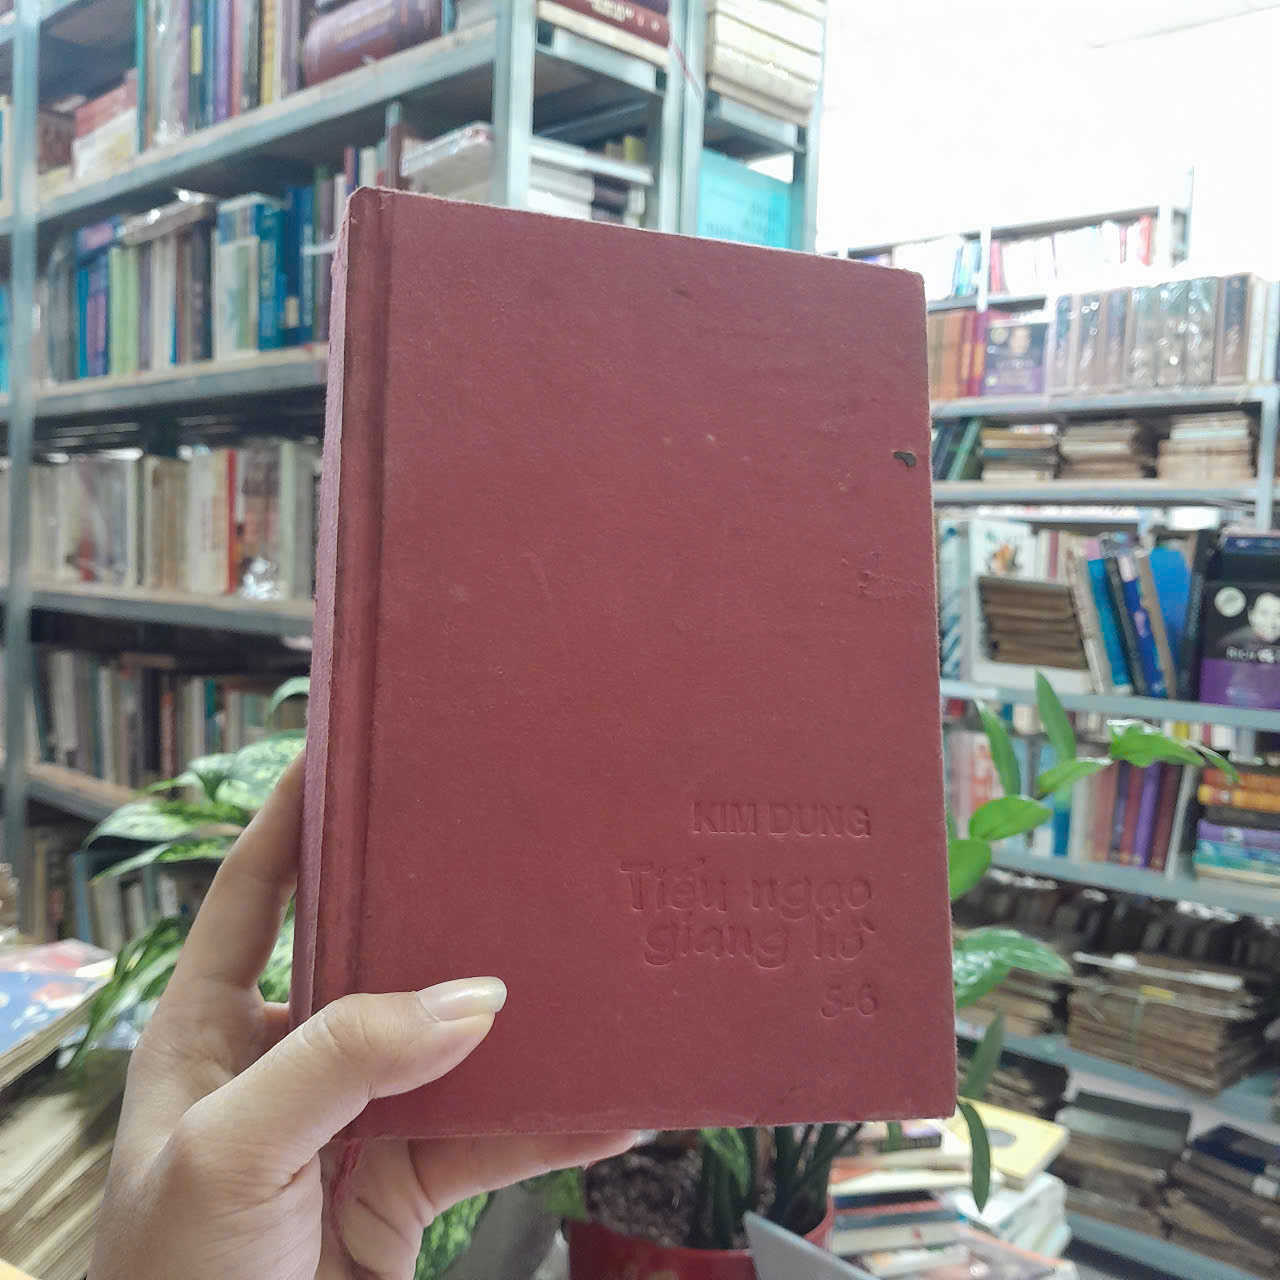 KIM DUNG
Tiếu ngạo
giang hồ
5-6